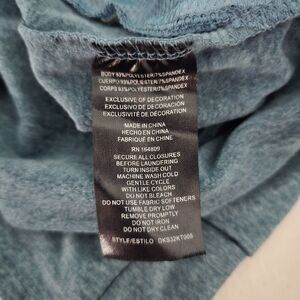 BODY 93%POLYESTER/7%SPANDEX
CUERPO 93%POLYESTER/7%SPANDEX
CORPS 93%POLYESTER/7%SPANDEX
EXCLUSIVE OF DECORATION
EXCLUSIVO DE DECORACIÓN
EXCLUSIVE DE DÉCORATION
MADE IN CHINA
HECHO EN CHINA
FABRIQUÉ EN CHINE
RN 164809
SECURE ALL CLOSURES
BEFORE LAUNDERING
TURN INSIDE OUT
MACHINE WASH COLD
GENTLE CYCLE
WITH LIKE COLORS
DO NOT BLEACH
DO NOT USE FABRIC SOFTENERS
TUMBLE DRY LOW
REMOVE PROMPTLY
DO NOT IRON
DO NOT DRY CLEAN
STYLE/ESTILO DKS32KT008